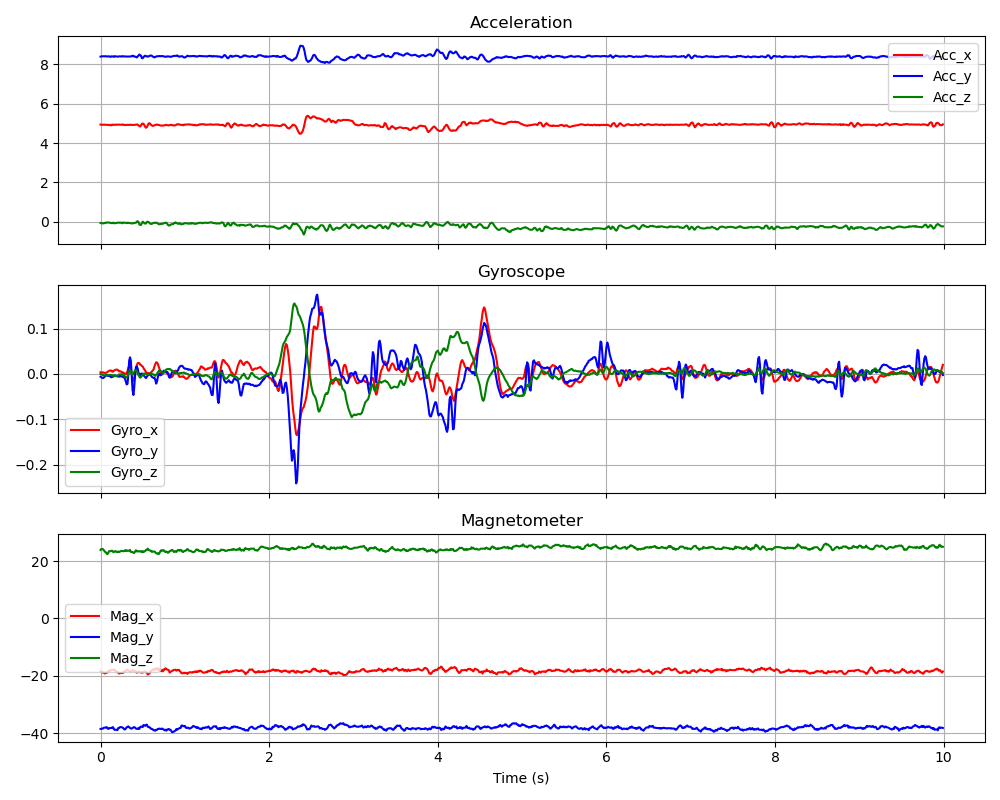 Acceleration
8
6
4
2
0
Acc_x
Acc_y
Acc_z
Gyroscope
0.1
0.0
−0.1
−0.2
Gyro_x
Gyro_y
Gyro_z
Magnetometer
20
0
−20
−40
Mag_x
Mag_y
Mag_z
0 2 4 6 8 10
Time (s)